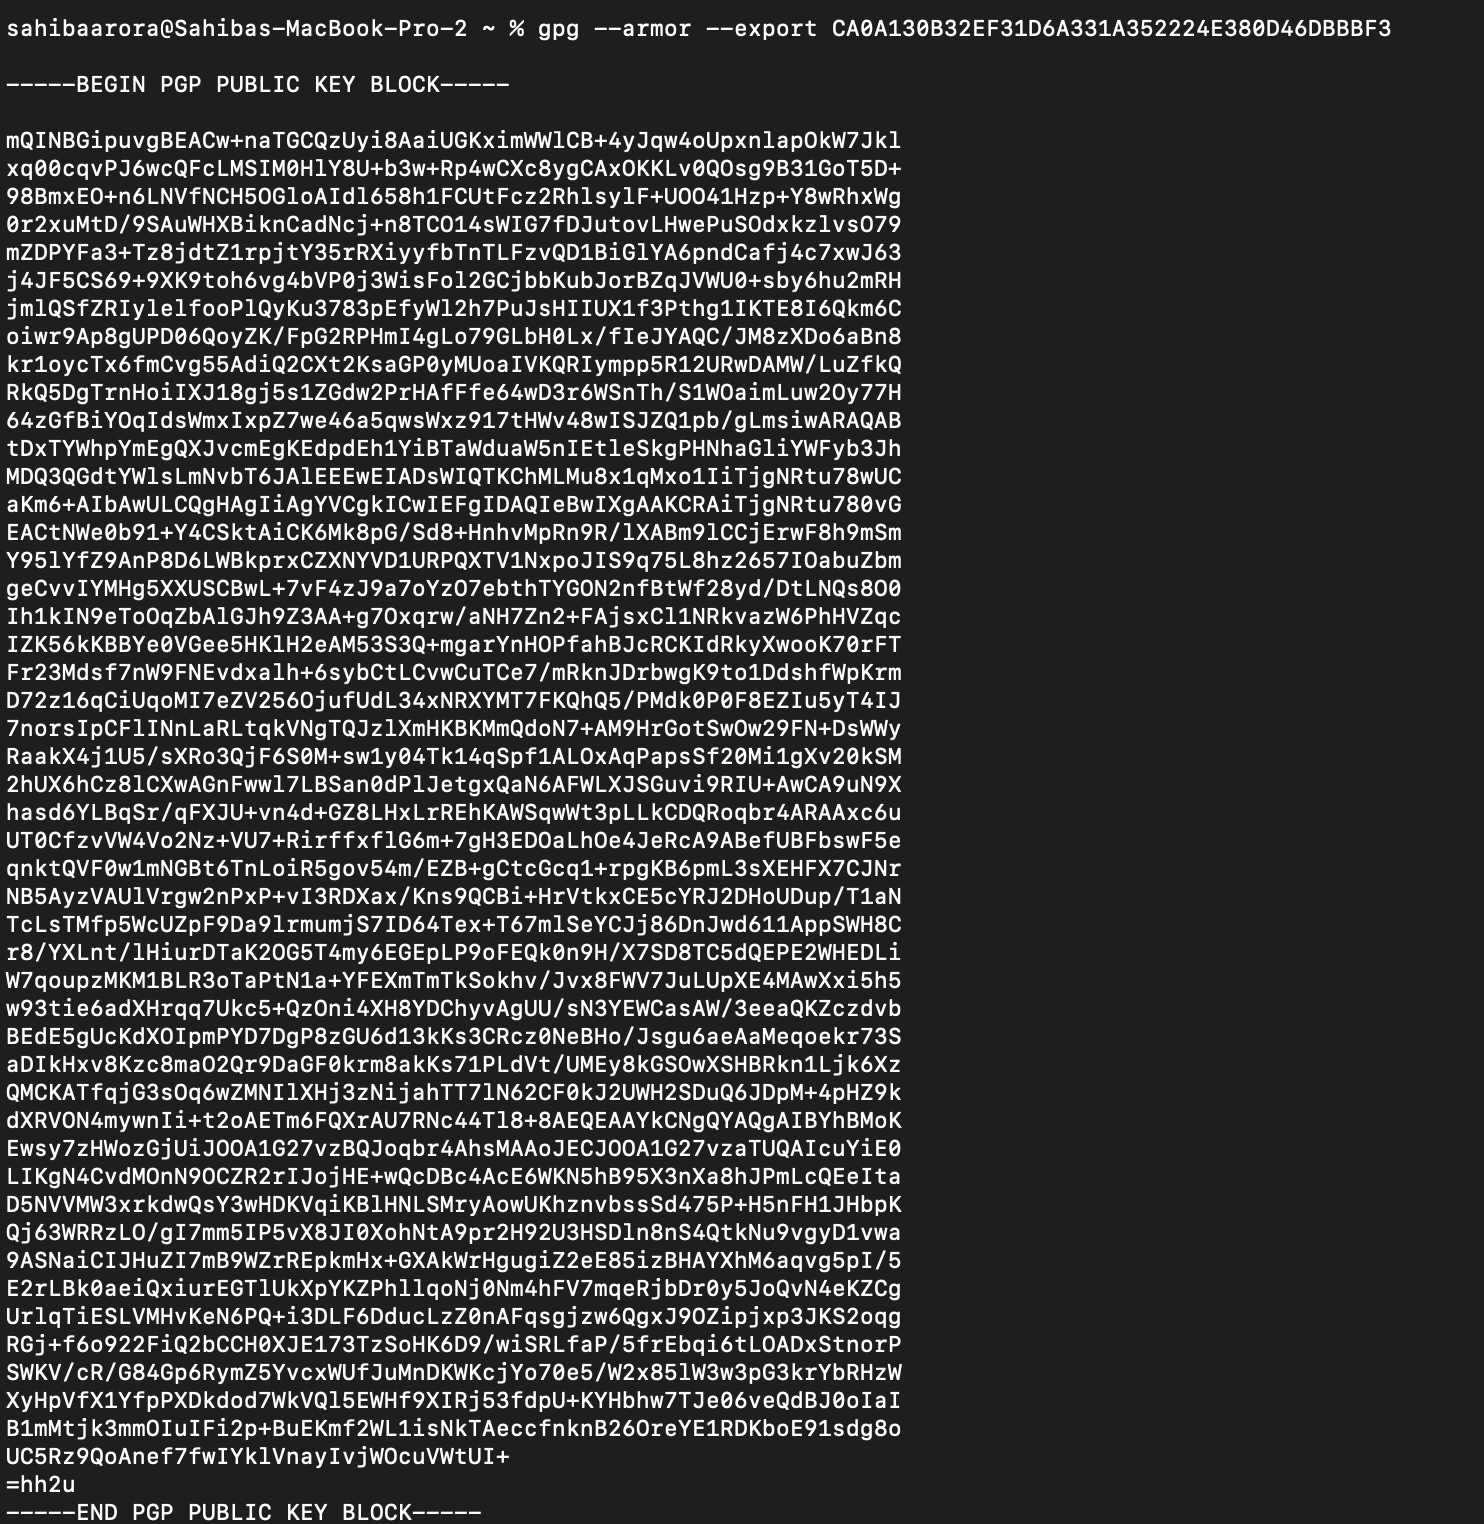 sahibaarora@Sahibas-MacBook-Pro-2 ~ % gpg --armor --export CA0A130B32EF31D6A331A352224E380D46DBBBF3
-----BEGIN PGP PUBLIC KEY BLOCK-----
mQINBGipuvgBEACw+naTGCQzUyi8AaiUGKximWWlCB+4yJqw4oUpxnlapOkW7Jkl
xq00cqvPJ6wcQFcLMSIM0HlY8U+b3w+Rp4wCXc8ygCAxOKKLv0QOsg9B31GoT5D+
98BmxEO+n6LNVfNCH5OGloAIdl658h1FCUtFcz2RhlsylF+UOO41Hzp+Y8wRhxWg
0r2xuMtD/9SAuWHXBiknCadNcj+n8TCO14sWIG7fDJutovLHwePuSOdxkzlvsO79
mZDPYFa3+Tz8jdtZ1rpjtY35rRXiyyfbTnTLFzvQD1BiGlYA6pndCafj4c7xwJ63
j4JF5CS69+9XK9toh6vg4bVP0j3WisFol2GCjbbKubJorBZqJVWU0+sby6hu2mRH
jmlQSfZRIylelfooPlQyKu3783pEfyWl2h7PuJsHIIUX1f3Pthg1IKTE8I6Qkm6C
oiwr9Ap8gUPD06QoyZK/FpG2RPHmI4gLo79GLbH0Lx/fIeJYAQC/JM8zXDo6aBn8
kr1oycTx6fmCvg55AdiQ2CXt2KsaGP0yMUoaIVKQRIympp5R12URwDAMW/LuZfkQ
RkQ5DgTrnHoiIXJ18gj5s1ZGdw2PrHAfFfe64wD3r6WSnTh/S1WOaimLuw2Oy77H
64zGfBiYOqIdsWmxIxpZ7we46a5qwsWxz917tHWv48wISJZQ1pb/gLmsiwARAQAB
tDxTYWhpYmEgQXJvcmEgKEdpdEh1YiBTaWduaW5nIEtleSkgPHNhaGliYWFyb3Jh
MDQ3QGdtYWlsLmNvbT6JAlEEEwEIADsWIQTKChMLMu8x1qMxo1IiTjgNRtu78wUC
aKm6+AIbAwULCQgHAgIiAgYVCgkICwIEFgIDAQIeBwIXgAAKCRAiTjgNRtu780vG
EACtNWe0b91+Y4CSktAiCK6Mk8pG/Sd8+HnhvMpRn9R/lXABm9lCCjErwF8h9mSm
Y95lYfZ9AnP8D6LWBkprxCZXNYVD1URPQXTV1NxpoJIS9q75L8hz2657IOabuZbm
geCvvIYMHg5XXUSCBwL+7vF4zJ9a7oYzO7ebthTYGON2nfBtWf28yd/DtLNQs8O0
Ih1kIN9eToOqZbAlGJh9Z3AA+g7Oxqrw/aNH7Zn2+FAjsxCl1NRkvazW6PhHVZqc
IZK56kKBBYe0VGee5HKlH2eAM53S3Q+mgarYnHOPfahBJcRCKIdRkyXwooK70rFT
Fr23Mdsf7nW9FNEvdxalh+6sybCtLCvwCuTCe7/mRknJDrbwgK9to1DdshfWpKrm
D72z16qCiUqoMI7eZV256OjufUdL34xNRXYMT7FKQhQ5/PMdk0P0F8EZIu5yT4IJ
7norsIpCFlINnLaRLtqkVNgTQJzlXmHKBKMmQdoN7+AM9HrGotSwOw29FN+DsWWy
RaakX4j1U5/sXRo3QjF6S0M+sw1y04Tk14qSpf1ALOxAqPapsSf20Mi1gXv20kSM
2hUX6hCz8lCXwAGnFwwl7LBSan0dPlJetgxQaN6AFWLXJSGuvi9RIU+AwCA9uN9X
hasd6YLBqSr/qFXJU+vn4d+GZ8LHxLrREhKAWSqwWt3pLLkCDQRoqbr4ARAAxc6u
UT0CfzvVW4Vo2Nz+VU7+RirffxflG6m+7gH3EDOaLhOe4JeRcA9ABefUBFbswF5e
qnktQVF0w1mNGBt6TnLoiR5gov54m/EZB+gCtcGcq1+rpgKB6pmL3sXEHFX7CJNr
NB5AyzVAUlVrgw2nPxP+vI3RDXax/Kns9QCBi+HrVtkxCE5cYRJ2DHoUDup/T1aN
TcLsTMfp5WcUZpF9Da9lrmumjS7ID64Tex+T67mlSeYCJj86DnJwd611AppSWH8C
r8/YXLnt/lHiurDTaK2OG5T4my6EGEpLP9oFEQk0n9H/X7SD8TC5dQEPE2WHEDLi
W7qoupzMKM1BLR3oTaPtN1a+YFEXmTmTkSokhv/Jvx8FWV7JuLUpXE4MAwXxi5h5
w93tie6adXHrqq7Ukc5+QzOni4XH8YDChyvAgUU/sN3YEWCasAW/3eeaQKZczdvb
BEdE5gUcKdXOIpmPYD7DgP8zGU6d13kKs3CRcz0NeBHo/Jsgu6aeAaMeqoekr73S
aDIkHxv8Kzc8maO2Qr9DaGF0krm8akKs71PLdVt/UMEy8kGSOwXSHBRkn1Ljk6Xz
QMCKATfqjG3sOq6wZMNIlXHj3zNijahTT7lN62CF0kJ2UWH2SDuQ6JDpM+4pHZ9k
dXRVON4mywnIi+t2oAETm6FQXrAU7RNc44Tl8+8AEQEAAYkCNgQYAQgAIBYhBMoK
Ewsy7zHWozGjUiJOOA1G27vzBQJoqbr4AhsMAAoJECJOOA1G27vzaTUQAIcuYiE0
LIKgN4CvdMOnN9OCZR2rIJojHE+wQcDBc4AcE6WKN5hB95X3nXa8hJPmLcQEeIta
D5NVVMW3xrkdwQsY3wHDKVqiKBlHNLSMryAowUKhznvbssSd475P+H5nFH1JHbpK
Qj63WRRzLO/gI7mm5IP5vX8JI0XohNtA9pr2H92U3HSDln8nS4QtkNu9vgyD1vwa
9ASNaiCIJHuZI7mB9WZrREpkmHx+GXAkWrHgugiZ2eE85izBHAYXhM6aqvg5pI/5
E2rLBk0aeiQxiurEGTlUkXpYKZPhllqoNj0Nm4hFV7mqeRjbDr0y5JoQvN4eKZCg
UrlqTiESLVMHvKeN6PQ+i3DLF6DducLzZ0nAFqsgjzw6QgxJ9OZipjxp3JKS2oqg
RGj+f6o922FiQ2bCCH0XJE173TzSoHK6D9/wiSRLfaP/5frEbqi6tLOADxStnorP
SWKV/cR/G84Gp6RymZ5YvcxWUfJuMnDKWKcjYo70e5/W2x85lW3w3pG3krYbRHzW
XyHpVfX1YfpPXDkdod7WkVQl5EWHf9XIRj53fdpU+KYHbhw7TJe06veQdBJ0oIaI
B1mMtjk3mmOIuIFi2p+BuEKmf2WL1isNkTAeccfnknB26OreYE1RDKboE91sdg8o
UC5Rz9QoAnef7fwIYklVnayIvjWOcuVWtUI+
=hh2u
-----END PGP PUBLIC KEY BLOCK-----